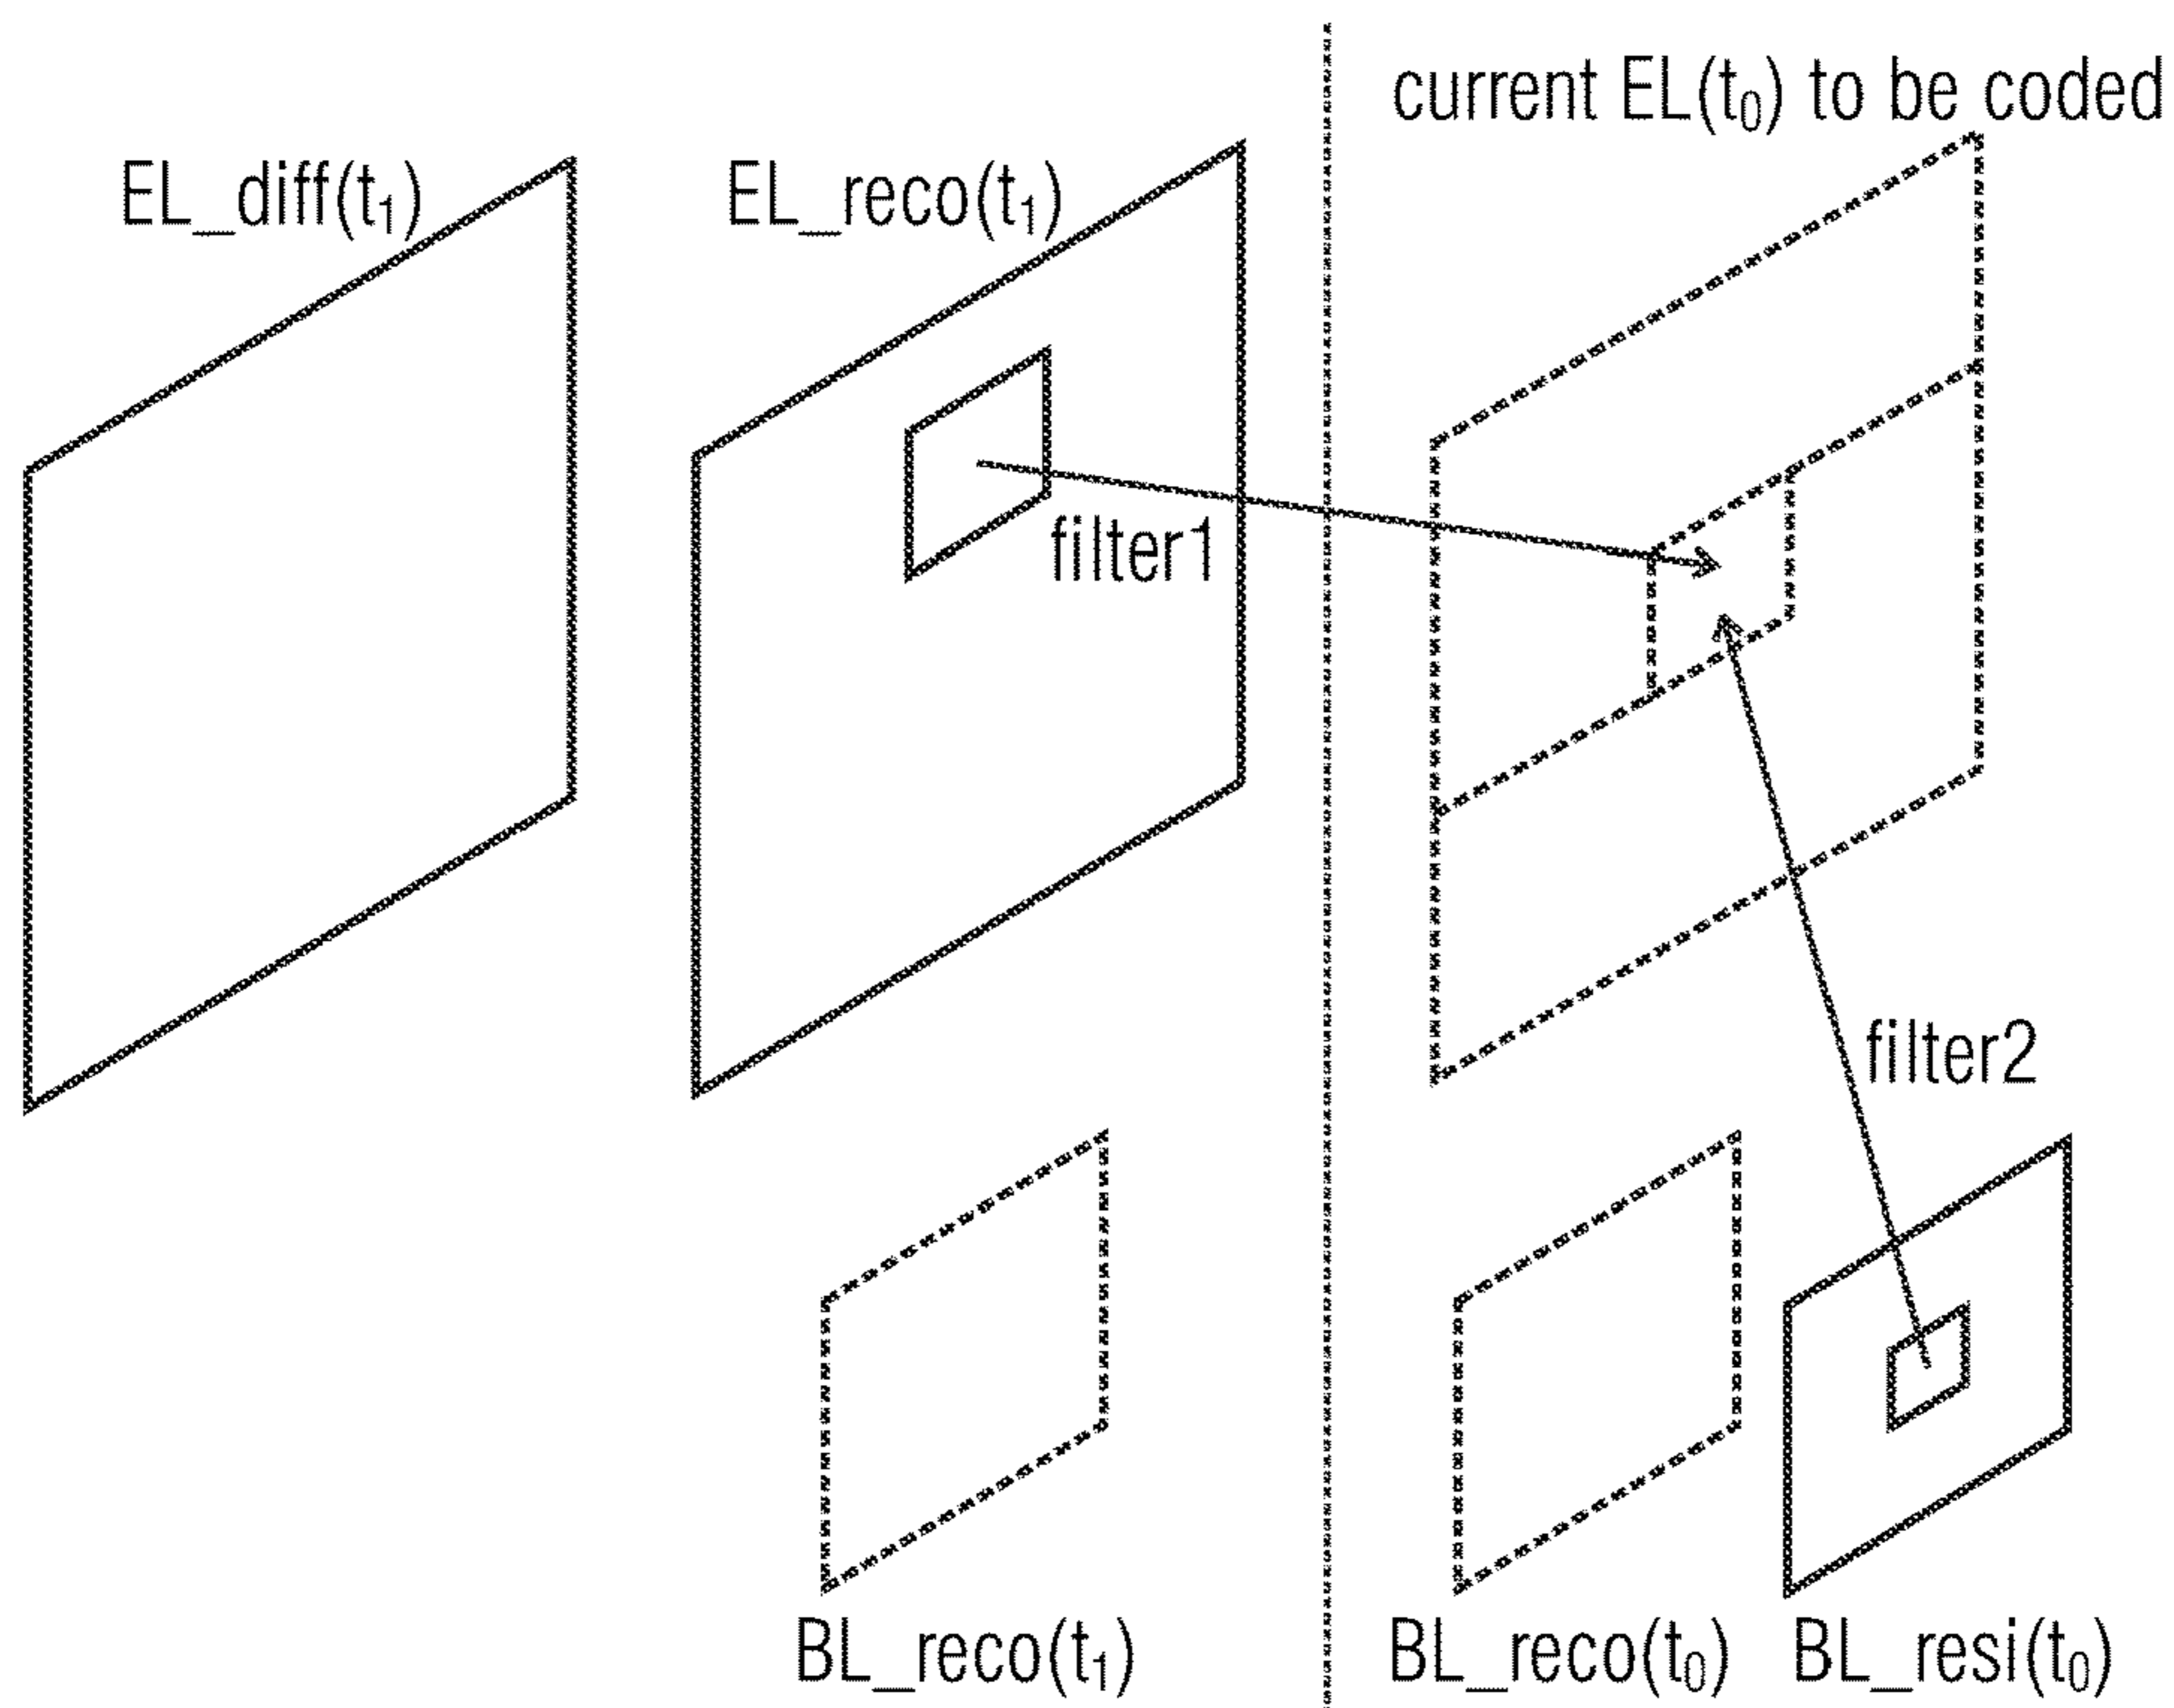 current EL(t₀) to be coded
EL_diff(t₁)
EL_reco(t₁)
filter1
filter2
BL_reco(t₁)
BL_reco(t₀)
BL_resi(t₀)